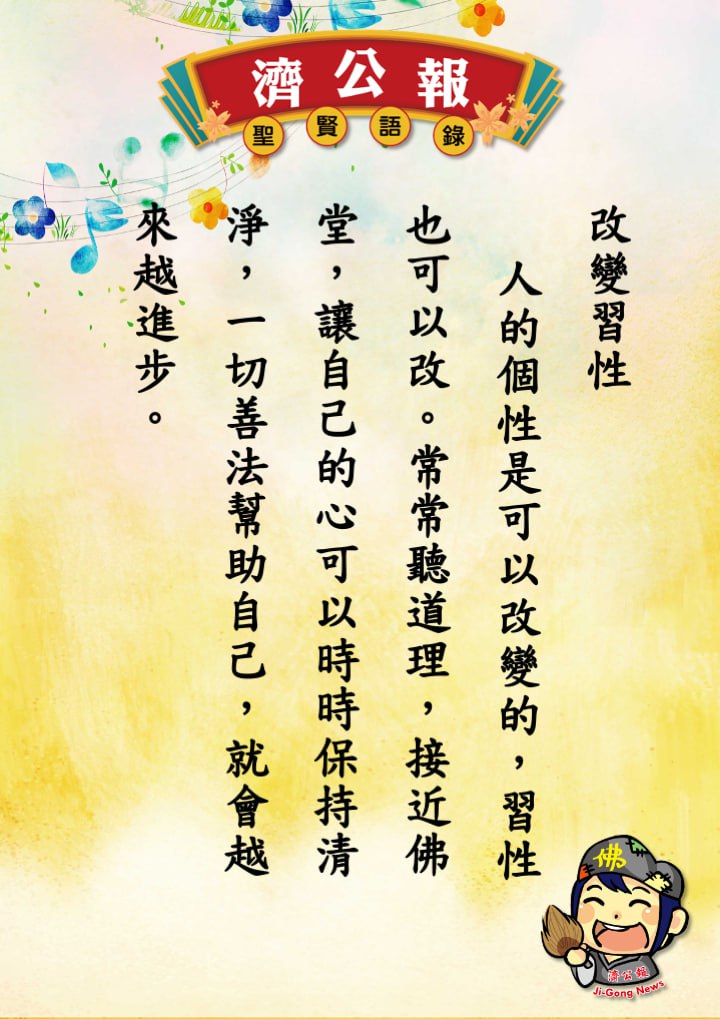 濟公報
聖賢語錄
改變習性
人的個性是可以改變的，習性
也可以改。常常聽道理，接近佛
堂，讓自己的心可以時時保持清
淨，一切善法幫助自己，就會越
來越進步。
佛
濟公報
Ji-Gong News